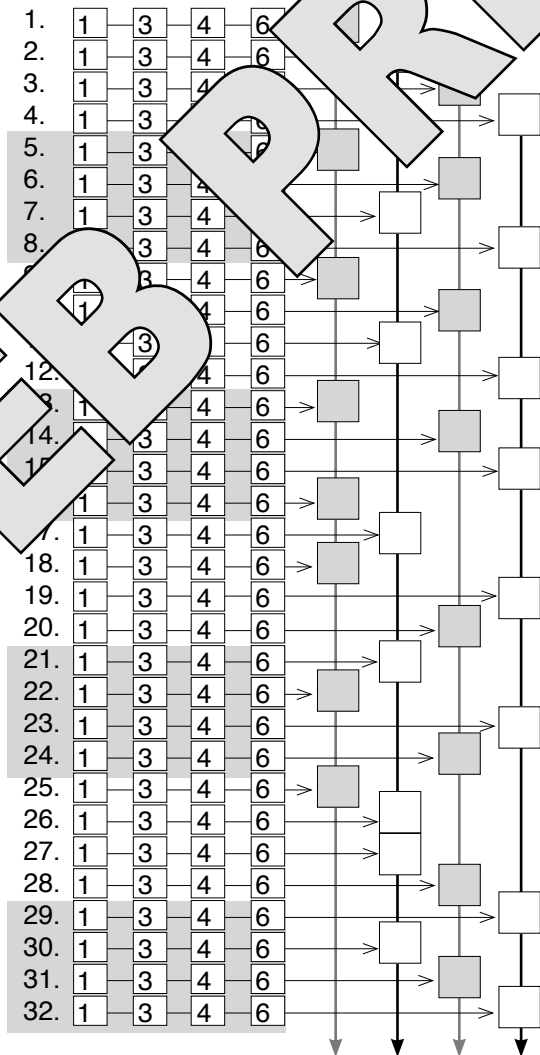 1. 1 3 4 6
2. 1 3 4 6
3. 1 3 4
4. 1 3
5. 1 3 6
6. 1 3 4
7. 1 3 4
8. 3 4 6
3 4 6
1 4 6
3 6
12. 4 6
3. 1 4 6
14. 4 6
15 3 4 6
1 3 4 6
7. 1 3 4 6
18. 1 3 4 6
19. 1 3 4 6
20. 1 3 4 6
21. 1 3 4 6
22. 1 3 4 6
23. 1 3 4 6
24. 1 3 4 6
25. 1 3 4 6
26. 1 3 4 6
27. 1 3 4 6
28. 1 3 4 6
29. 1 3 4 6
30. 1 3 4 6
31. 1 3 4 6
32. 1 3 4 6
EB PR